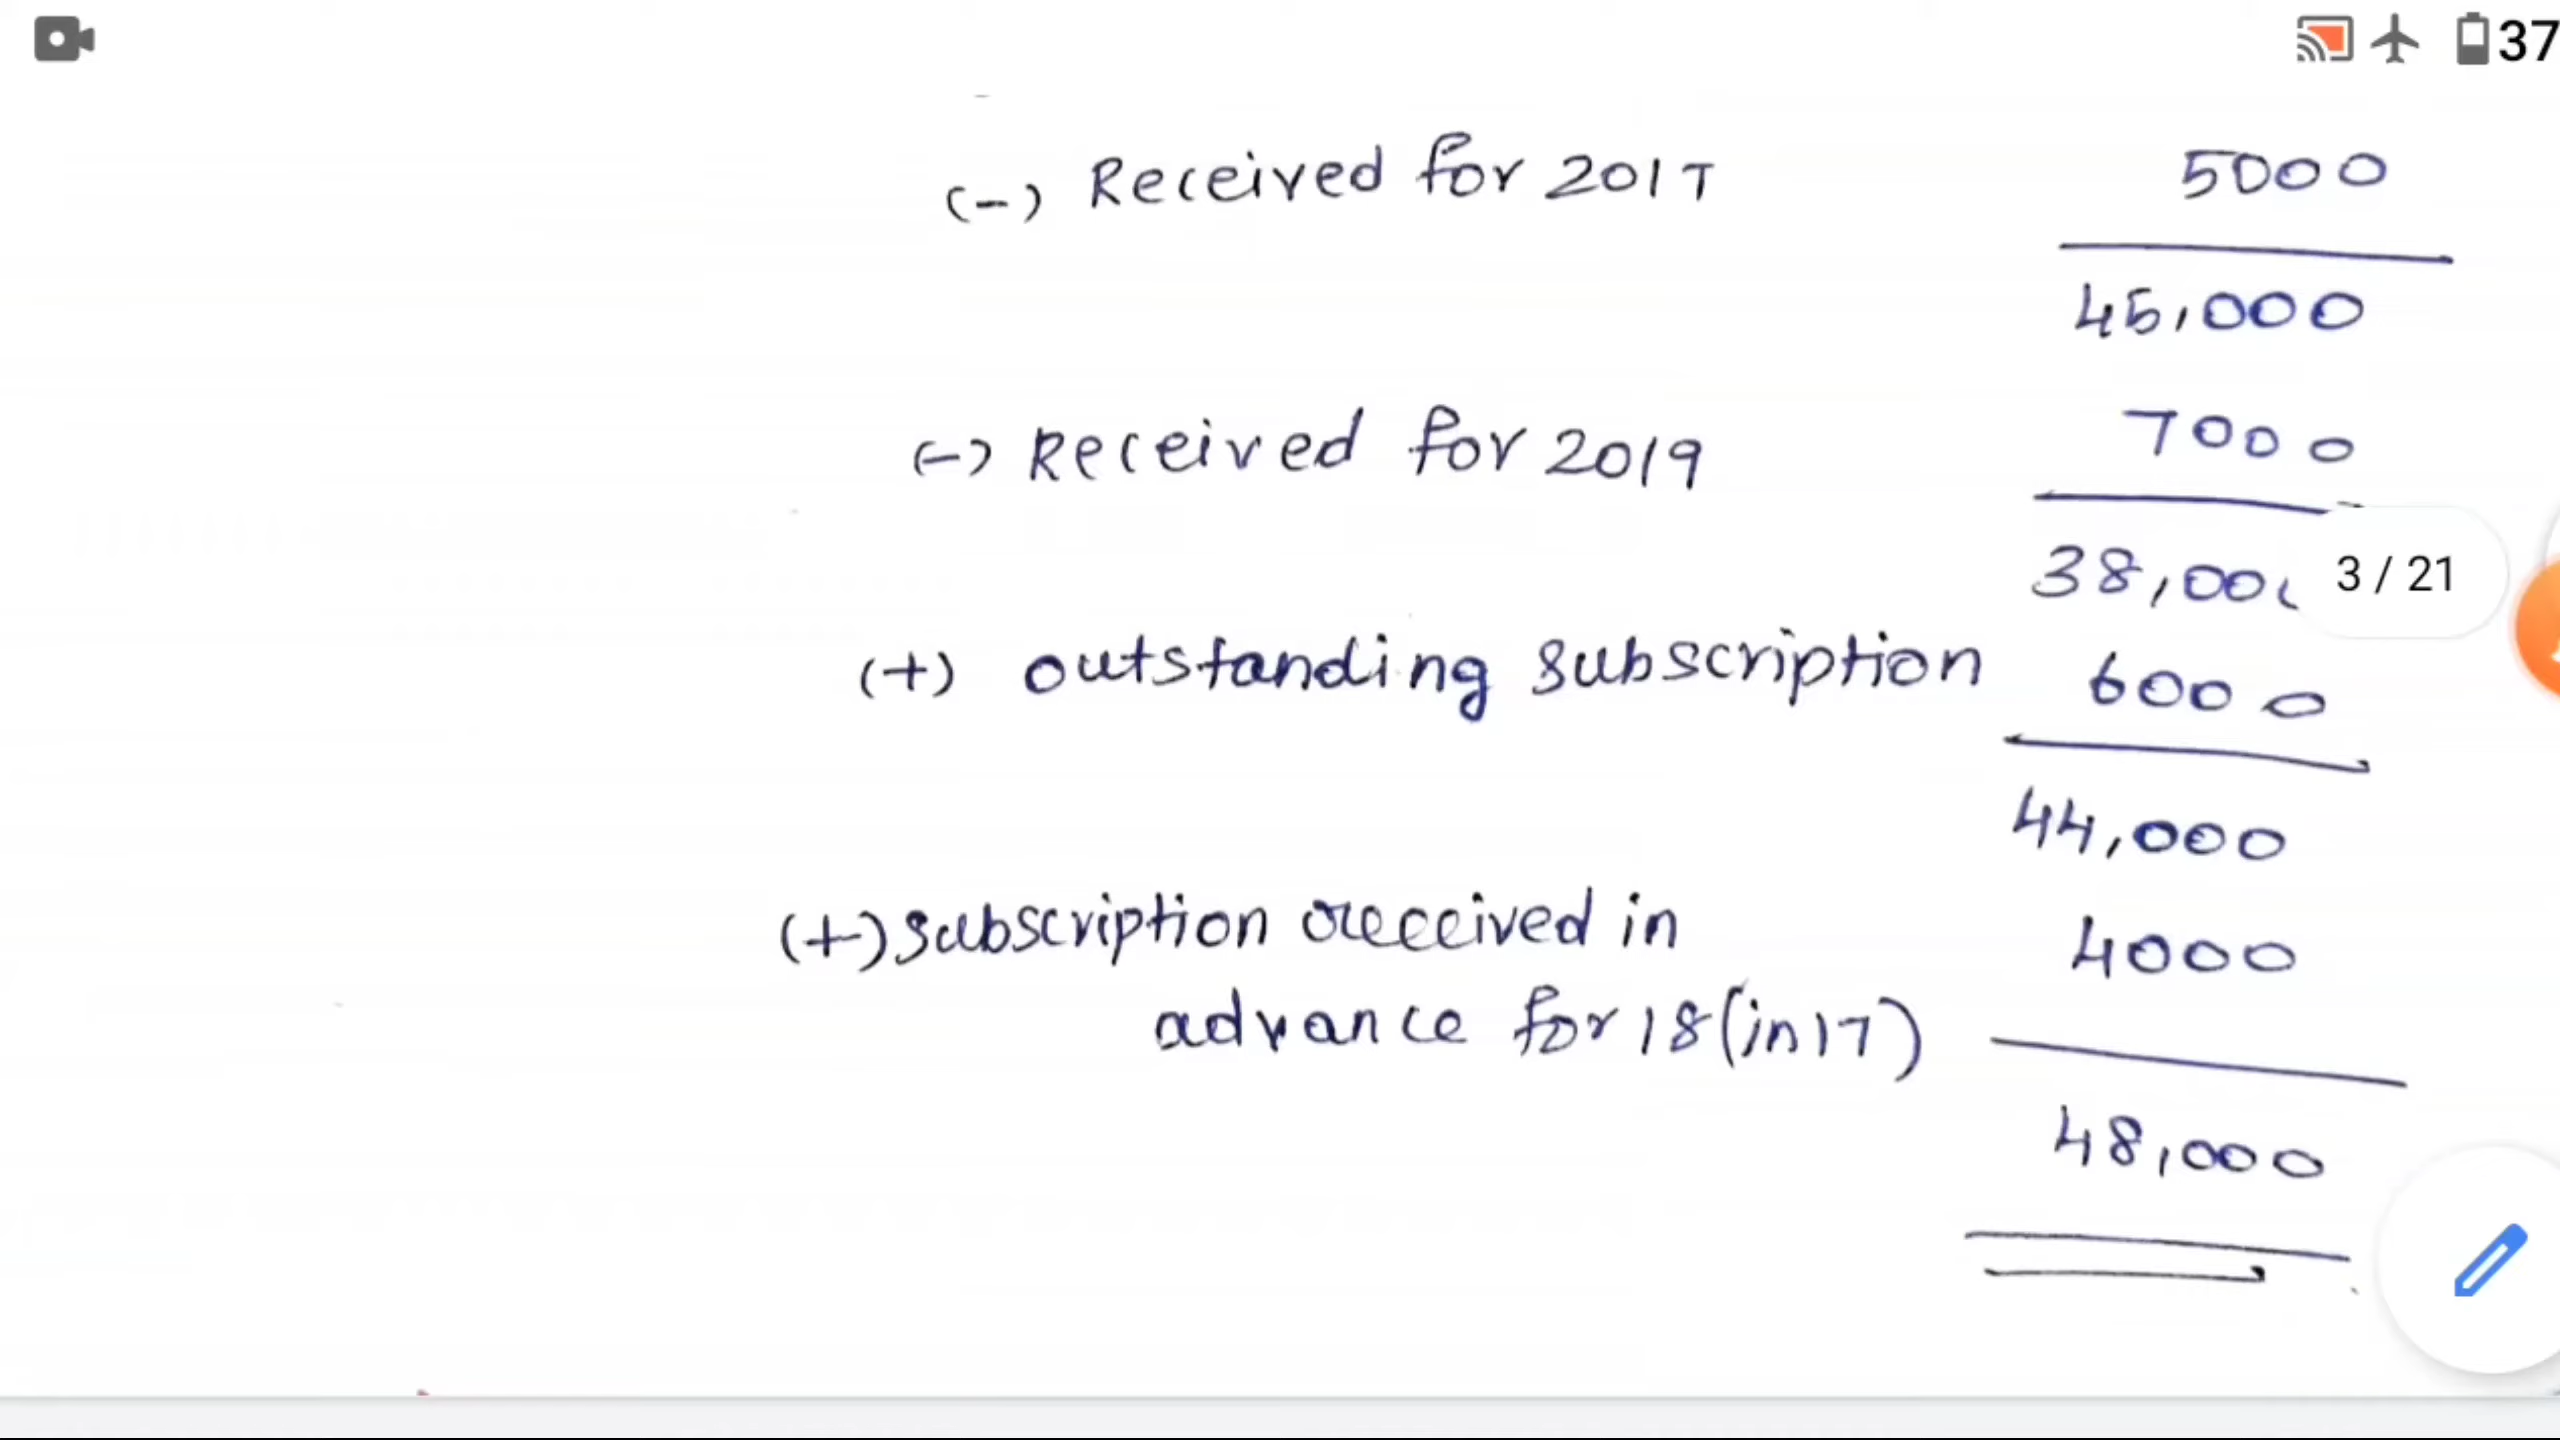 37
(-) Received for 2017 5000
45,000
(-) Received for 2019 7000
38,00
3 / 21
(+) outstanding subscription 6000
44,000
(+) subscription received in 4000
advance for 18 (in 17)
48,000